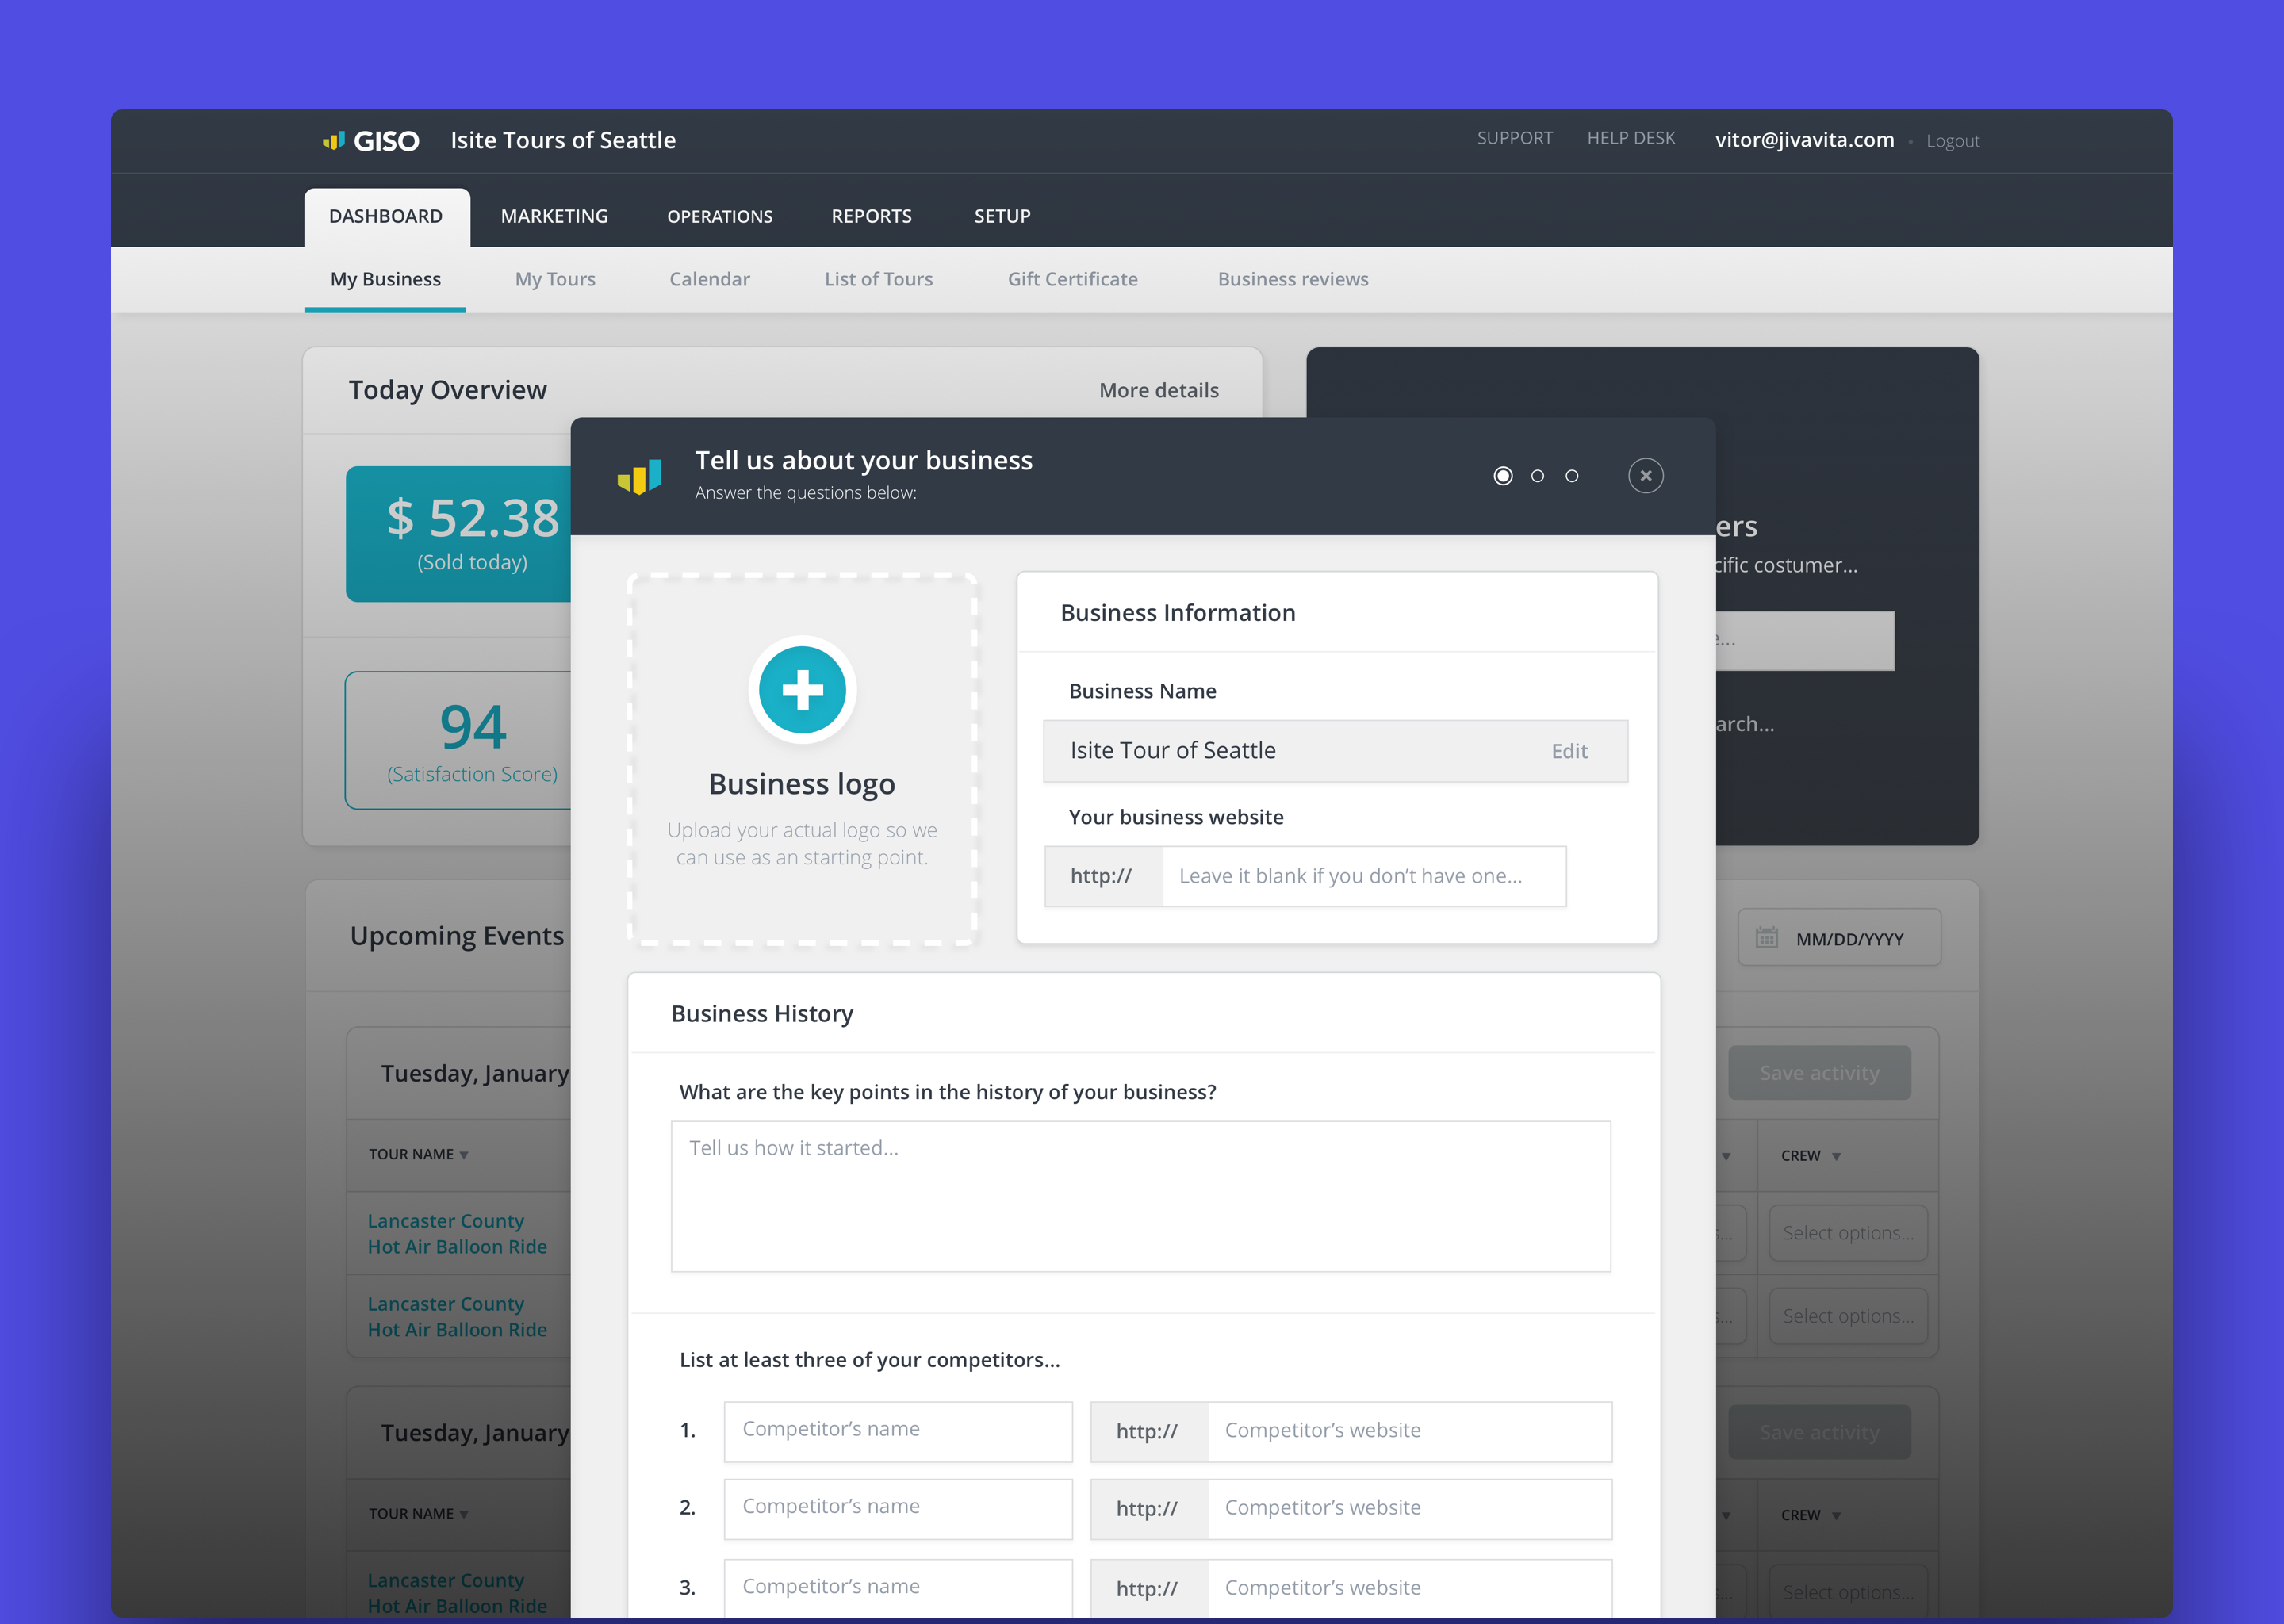 GISO Isite Tours of Seattle
SUPPORT HELP DESK vitor@jivavita.com • Logout
DASHBOARD MARKETING OPERATIONS REPORTS SETUP
My Business My Tours Calendar List of Tours Gift Certificate Business reviews
Today Overview More details
$ 52.38
(Sold today)
94
(Satisfaction Score)
ers
cific costumer...
e...
arch...
Upcoming Events
MM/DD/YYYY
Tuesday, January
Save activity
TOUR NAME
CREW
Lancaster County
Hot Air Balloon Ride
s...
Select options...
Lancaster County
Hot Air Balloon Ride
s...
Select options...
Tuesday, January
Save activity
TOUR NAME
CREW
Lancaster County
Hot Air Balloon Ride
s...
Select options...
Tell us about your business
Answer the questions below:
Business logo
Upload your actual logo so we
can use as an starting point.
Business Information
Business Name
Isite Tour of Seattle Edit
Your business website
http:// Leave it blank if you don’t have one...
Business History
What are the key points in the history of your business?
Tell us how it started...
List at least three of your competitors...
1. Competitor’s name http:// Competitor’s website
2. Competitor’s name http:// Competitor’s website
3. Competitor’s name http:// Competitor’s website